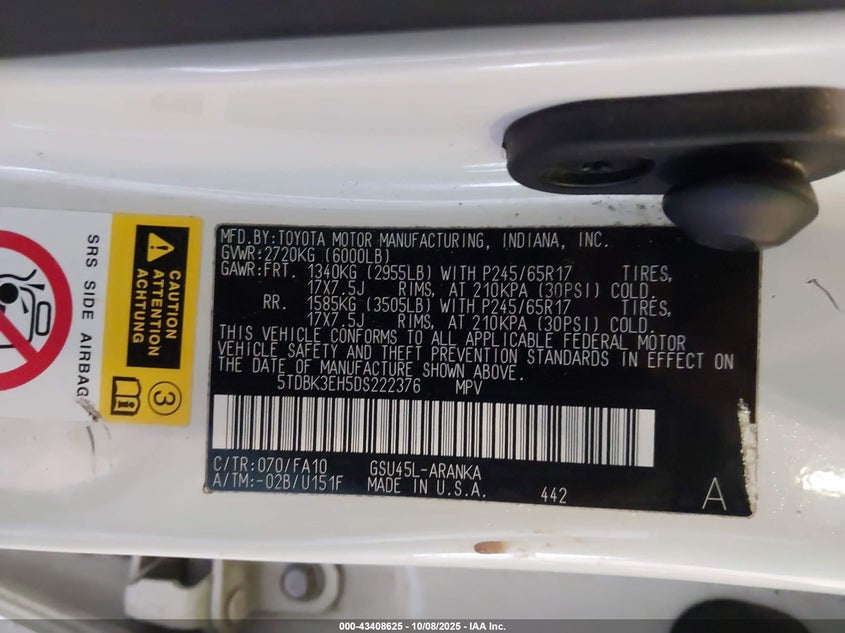 MFD.BY:TOYOTA MOTOR MANUFACTURING, INDIANA, INC.
GVWR:2720KG (6000LB)
GAWR:FRT. 1340KG (2955LB) WITH P245/65R17 TIRES,
17X7.5J RIMS, AT 210KPA (30PSI) COLD.
RR. 1585KG (3505LB) WITH P245/65R17 TIRES,
17X7.5J RIMS, AT 210KPA (30PSI) COLD.
THIS VEHICLE CONFORMS TO ALL APPLICABLE FEDERAL MOTOR
VEHICLE SAFETY AND THEFT PREVENTION STANDARDS IN EFFECT ON
THE DATE OF MANUFACTURE SHOWN ABOVE.
5TDBK3EH5DS222376 MPV
C/TR:070/FA10 GSU45L-ARANKA
A/TM:-02B/U151F MADE IN U.S.A. 442 A
SRS SIDE AIRBAG
CAUTION
ATTENTION
ACHTUNG
3
000-43408625 - 10/08/2025 - IAA Inc.